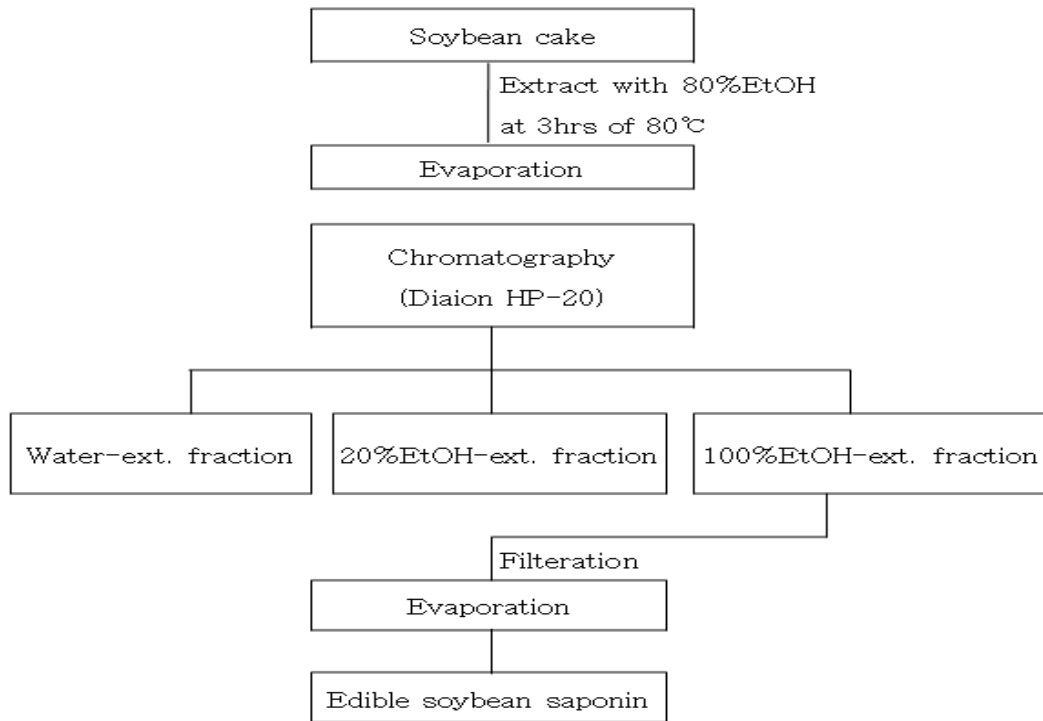 Soybean cake
Extract with 80%EtOH
at 3hrs of 80℃
Evaporation
Chromatography
(Diaion HP-20)
Water-ext. fraction
20%EtOH-ext. fraction
100%EtOH-ext. fraction
Filteration
Evaporation
Edible soybean saponin